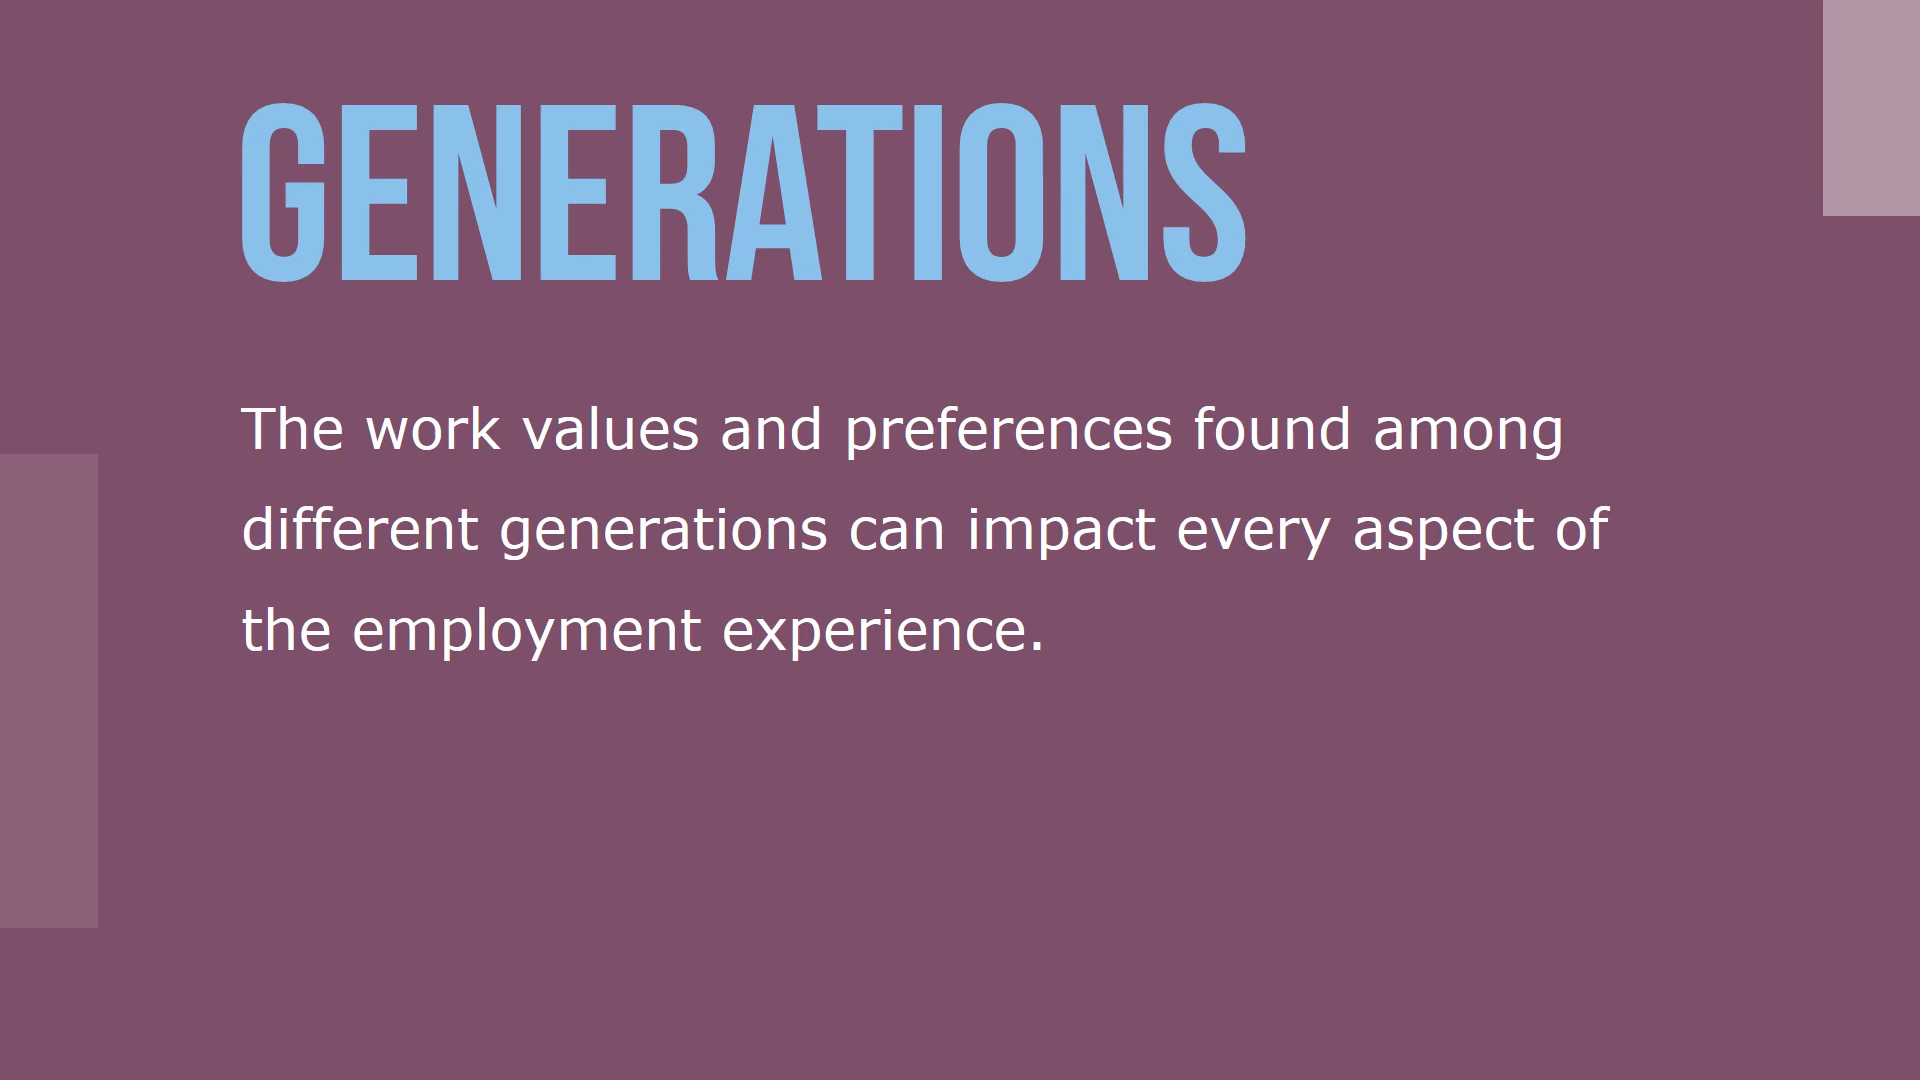 GENERATIONS
The work values and preferences found among
different generations can impact every aspect of
the employment experience.